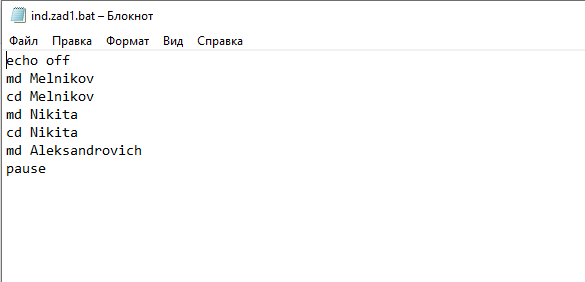 ind.zad1.bat – Блокнот
Файл Правка Формат Вид Справка
echo off
md Melnikov
cd Melnikov
md Nikita
cd Nikita
md Aleksandrovich
pause